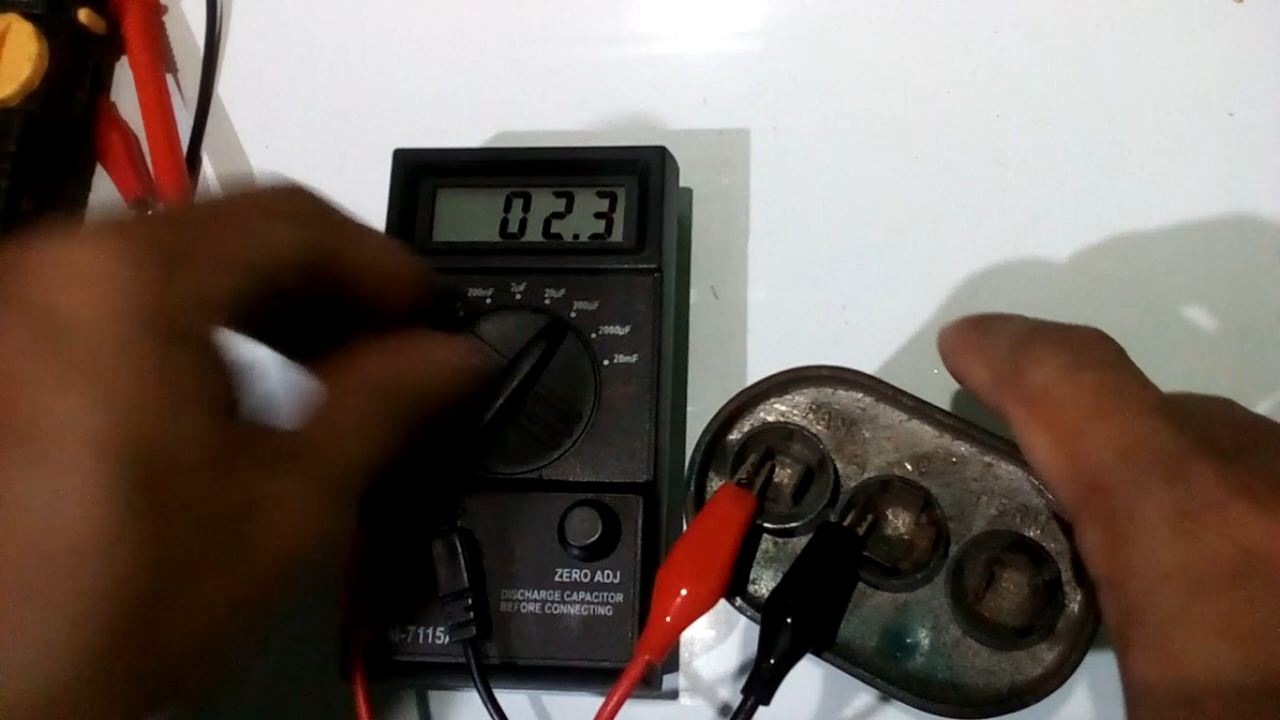 02.3
200nF
2µF
20µF
200µF
2000µF
20mF
ZERO ADJ
DISCHARGE CAPACITOR
BEFORE CONNECTING